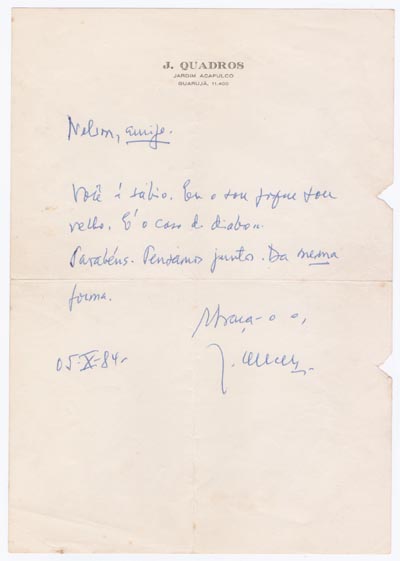 J. QUADROS
JARDIM ACAPULCO
GUARUJÁ, 11.400
Nelson, amigo.
Você é sábio. Eu o sou porque sou
velho. É o caso do diabo...
Parabéns. Pensamos juntos. Da mesma
forma.
Abraça-o o,
J.
05-X-84-